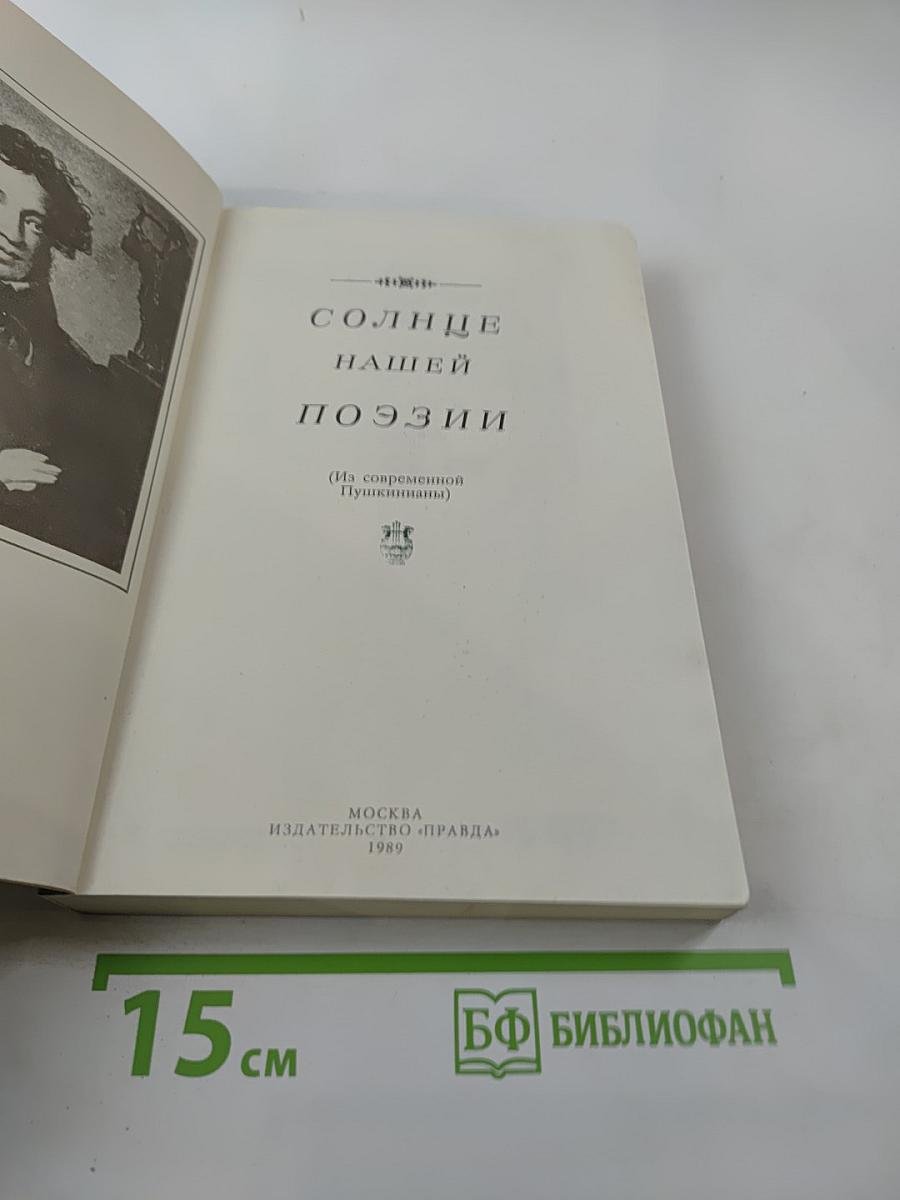 СОЛНЦЕ
НАШЕЙ
ПОЭЗИИ
(Из современной
Пушкинианы)
МОСКВА
ИЗДАТЕЛЬСТВО «ПРАВДА»
1989
15 см
БФ БИБЛИОФАН